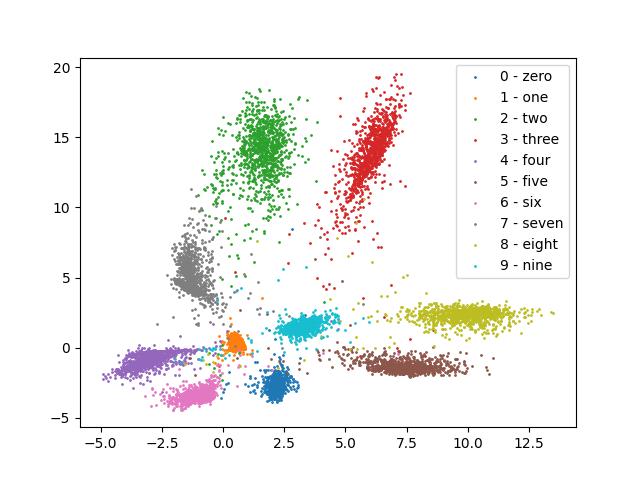 20
15
10
5
0
−5
−5.0 −2.5 0.0 2.5 5.0 7.5 10.0 12.5
0 - zero
1 - one
2 - two
3 - three
4 - four
5 - five
6 - six
7 - seven
8 - eight
9 - nine